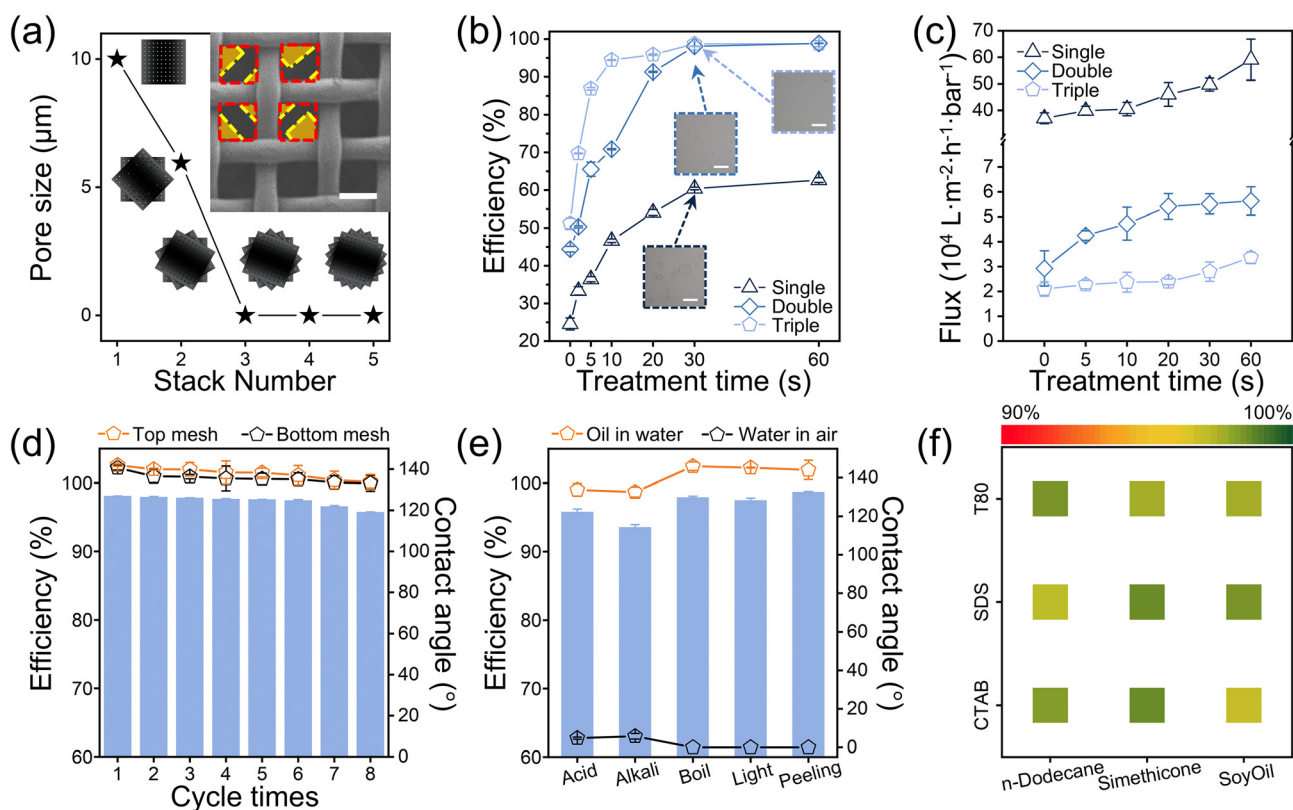 (a)
Pore size (μm)
10
5
0
1 2 3 4 5
Stack Number
(b)
Efficiency (%)
100
90
80
70
60
50
40
30
20
Single
Double
Triple
0 5 10 20 30 60
Treatment time (s)
(c)
Flux (10⁴ L·m⁻²·h⁻¹·bar⁻¹)
70
60
50
40
7
6
5
4
3
2
1
0
Single
Double
Triple
0 5 10 20 30 60
Treatment time (s)
(d)
Top mesh Bottom mesh
Efficiency (%)
100
90
80
70
60
140
120
100
80
60
40
20
0
Contact angle (°)
1 2 3 4 5 6 7 8
Cycle times
(e)
Oil in water Water in air
Efficiency (%)
100
90
80
70
60
140
120
100
80
60
40
20
0
Contact angle (°)
Acid Alkali Boil Light Peeling
(f)
90% 100%
T80
SDS
CTAB
n-Dodecane Simethicone SoyOil